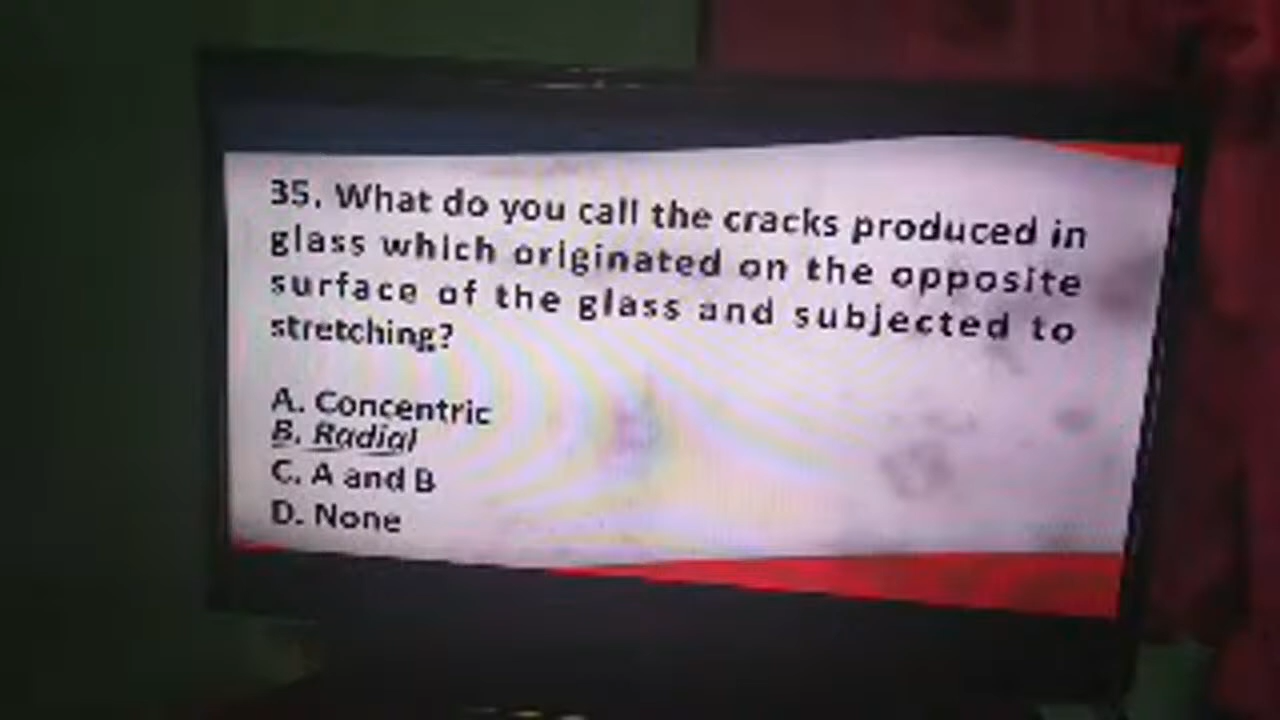 35. What do you call the cracks produced in
glass which originated on the opposite
surface of the glass and subjected to
stretching?
A. Concentric
B. Radial
C. A and B
D. None